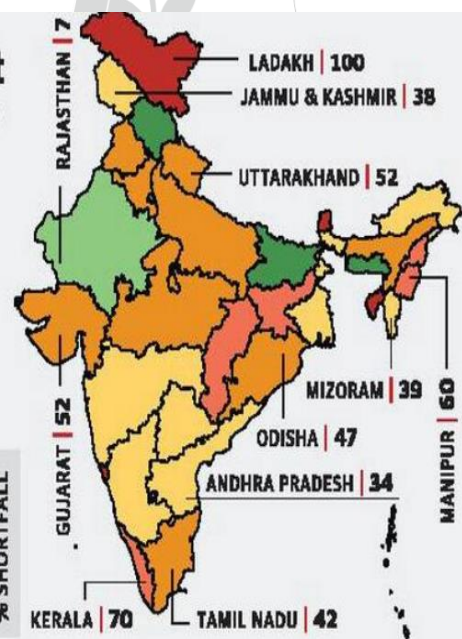 RAJASTHAN | 7
LADAKH | 100
JAMMU & KASHMIR | 38
UTTARAKHAND | 52
MIZORAM | 39
MANIPUR | 60
ODISHA | 47
GUJARAT | 52
ANDHRA PRADESH | 34
% SHORTFALL
KERALA | 70
TAMIL NADU | 42